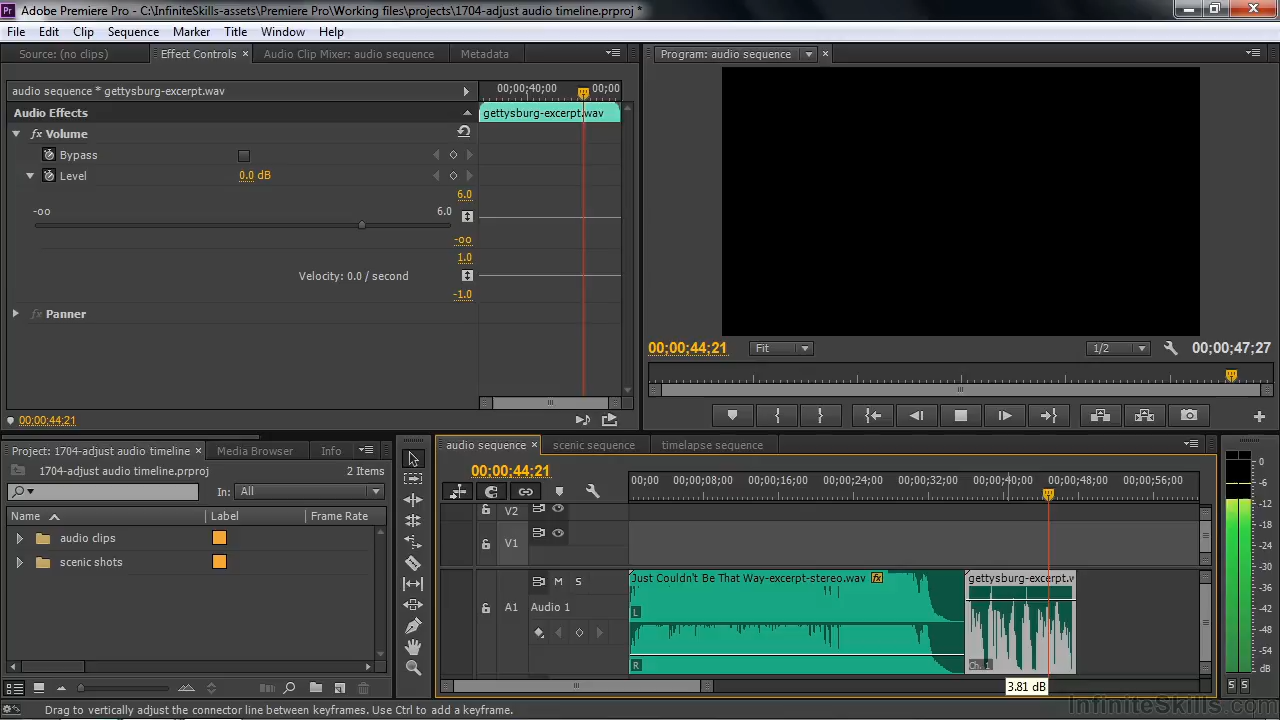 Adobe Premiere Pro - C:\InfiniteSkills-assets\Premiere Pro\Working files\projects\1704-adjust audio timeline.prproj *
File Edit Clip Sequence Marker Title Window Help
Source: (no clips) Effect Controls × Audio Clip Mixer: audio sequence Metadata
audio sequence * gettysburg-excerpt.wav
00;00;40;00 00;00
Audio Effects
gettysburg-excerpt.wav
fx Volume
Bypass
Level 0.0 dB
6.0
-oo 6.0
-oo
1.0
Velocity: 0.0 / second
-1.0
fx Panner
00;00;44;21
Program: audio sequence ×
00;00;44;21 Fit 1/2 00;00;47;27
Project: 1704-adjust audio timeline × Media Browser Info
1704-adjust audio timeline.prproj 2 Items
In: All
Name Label Frame Rate
audio clips
scenic shots
audio sequence × scenic sequence timelapse sequence
00;00;44;21
00;00 00;00;08;00 00;00;16;00 00;00;24;00 00;00;32;00 00;00;40;00 00;00;48;00 00;00;56;00
V2
V1
M S
A1 Audio 1
Just Couldn't Be That Way-excerpt-stereo.wav fx
L
R
gettysburg-excerpt.w
Ch. 1
3.81 dB
0
-6
-12
-18
-24
-30
-36
-42
-48
-54
dB
S S
Drag to vertically adjust the connector line between keyframes. Use Ctrl to add a keyframe.
InfiniteSkills.com